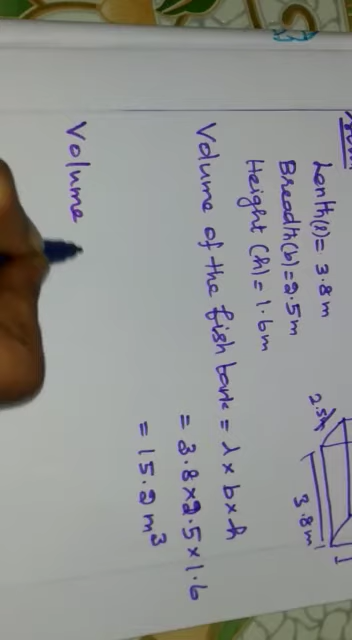 Lenth(l) = 3.8m
Breadth(b) = 2.5m
Height (h) = 1.6m
Volume of the fish tank = l × b × h
= 3.8×2.5×1.6
= 15.2 m³
Volume
2.5m
3.8m